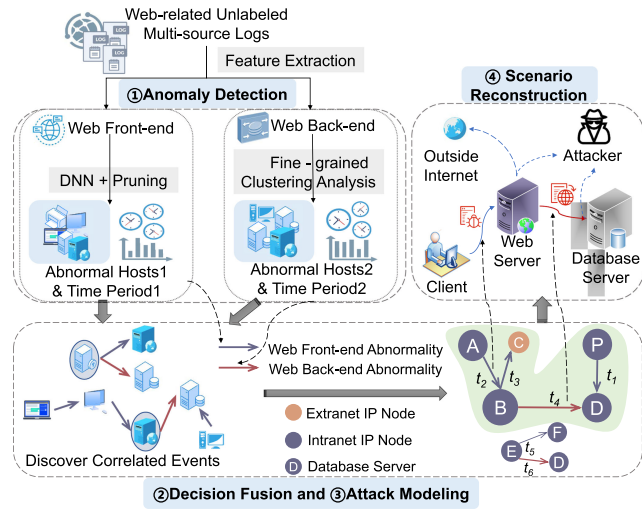 Web-related Unlabeled
Multi-source Logs
LOG
LOG
LOG
Feature Extraction
①Anomaly Detection
Web Front-end
DNN + Pruning
Abnormal Hosts1
& Time Period1
Web Back-end
Fine - grained
Clustering Analysis
Abnormal Hosts2
& Time Period2
④ Scenario
Reconstruction
Outside
Internet
Attacker
Web
Server
Client
Database
Server
Discover Correlated Events
Web Front-end Abnormality
Web Back-end Abnormality
C Extranet IP Node
Intranet IP Node
D Database Server
A
C
P
t2
t3
t1
t4
B
D
F
E
t5
D
t6
②Decision Fusion and ③Attack Modeling